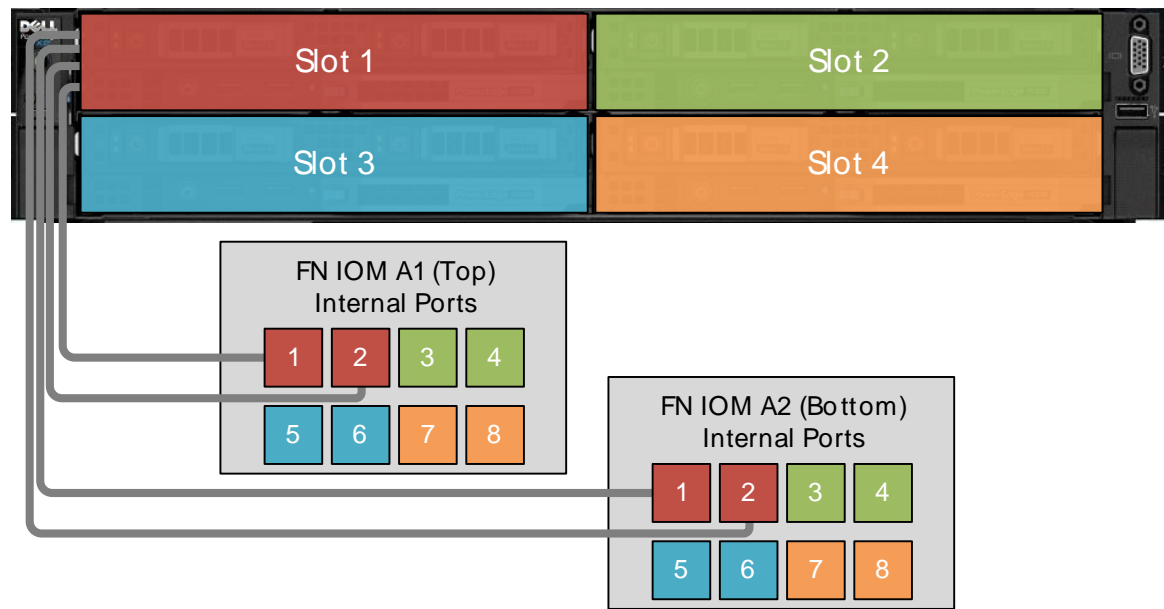 DELL
Slot 1
Slot 2
Slot 3
Slot 4
FN IOM A1 (Top)
Internal Ports
1 2 3 4
5 6 7 8
FN IOM A2 (Bottom)
Internal Ports
1 2 3 4
5 6 7 8